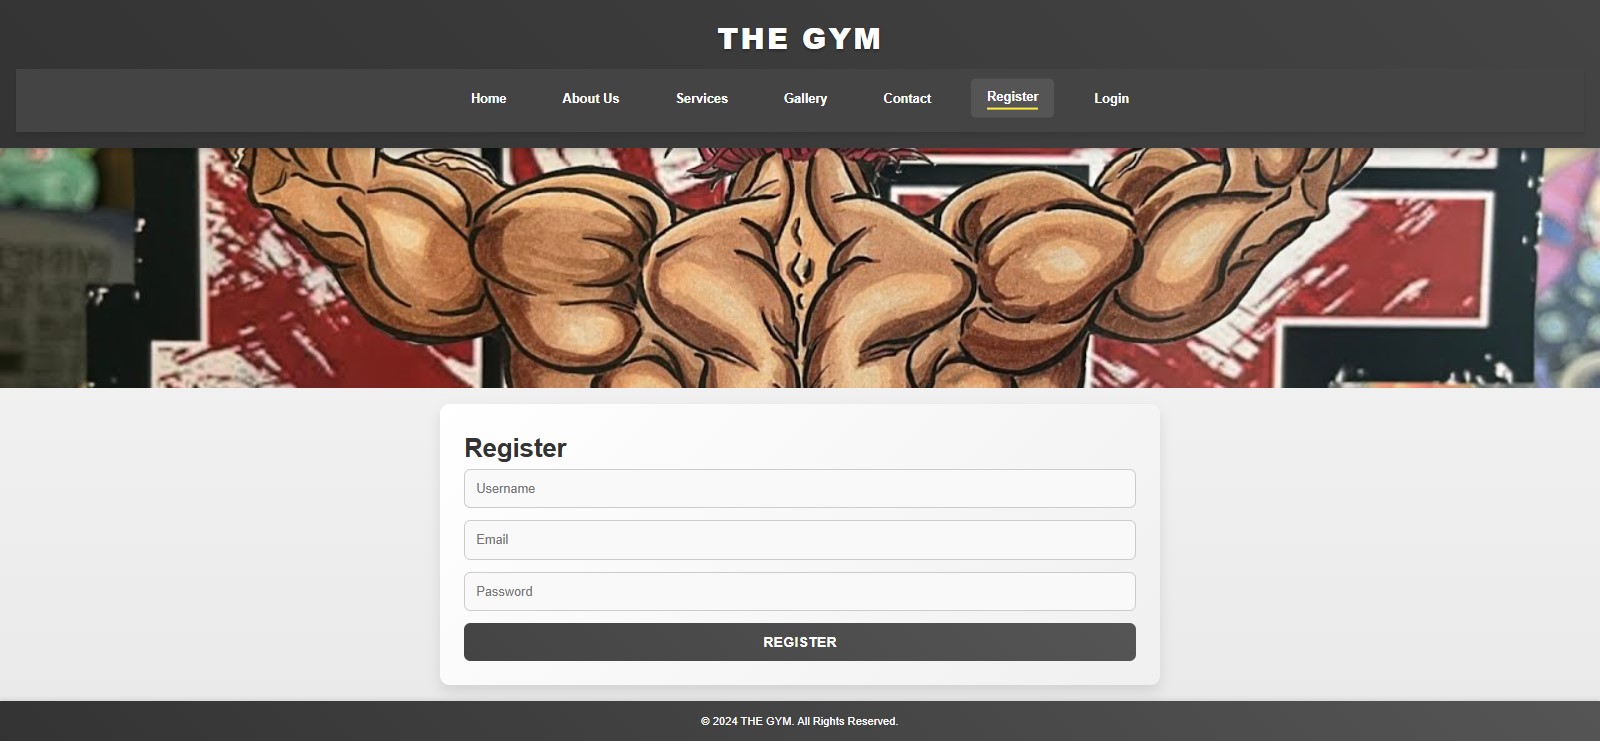 THE GYM
Home About Us Services Gallery Contact Register Login
Register
Username
Email
Password
REGISTER
© 2024 THE GYM. All Rights Reserved.